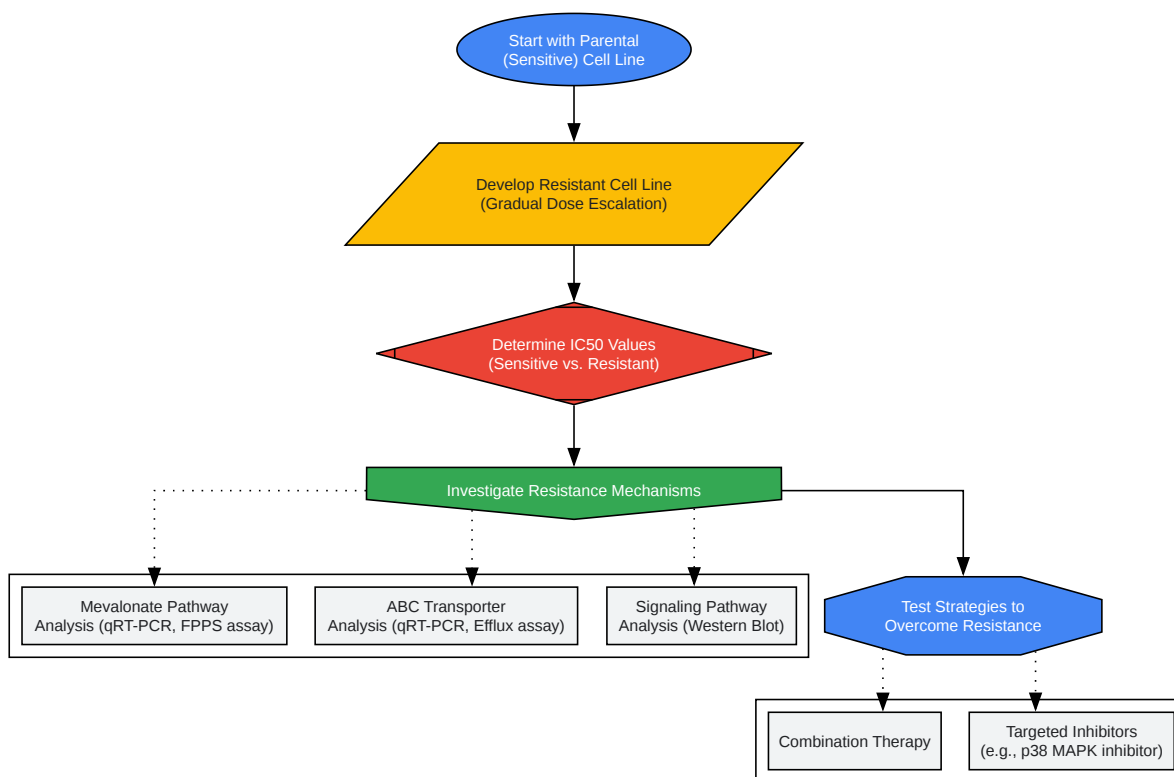 Start with Parental
(Sensitive) Cell Line
Develop Resistant Cell Line
(Gradual Dose Escalation)
Determine IC50 Values
(Sensitive vs. Resistant)
Investigate Resistance Mechanisms
Mevalonate Pathway
Analysis (qRT-PCR, FPPS assay)
ABC Transporter
Analysis (qRT-PCR, Efflux assay)
Signaling Pathway
Analysis (Western Blot)
Test Strategies to
Overcome Resistance
Combination Therapy
Targeted Inhibitors
(e.g., p38 MAPK inhibitor)